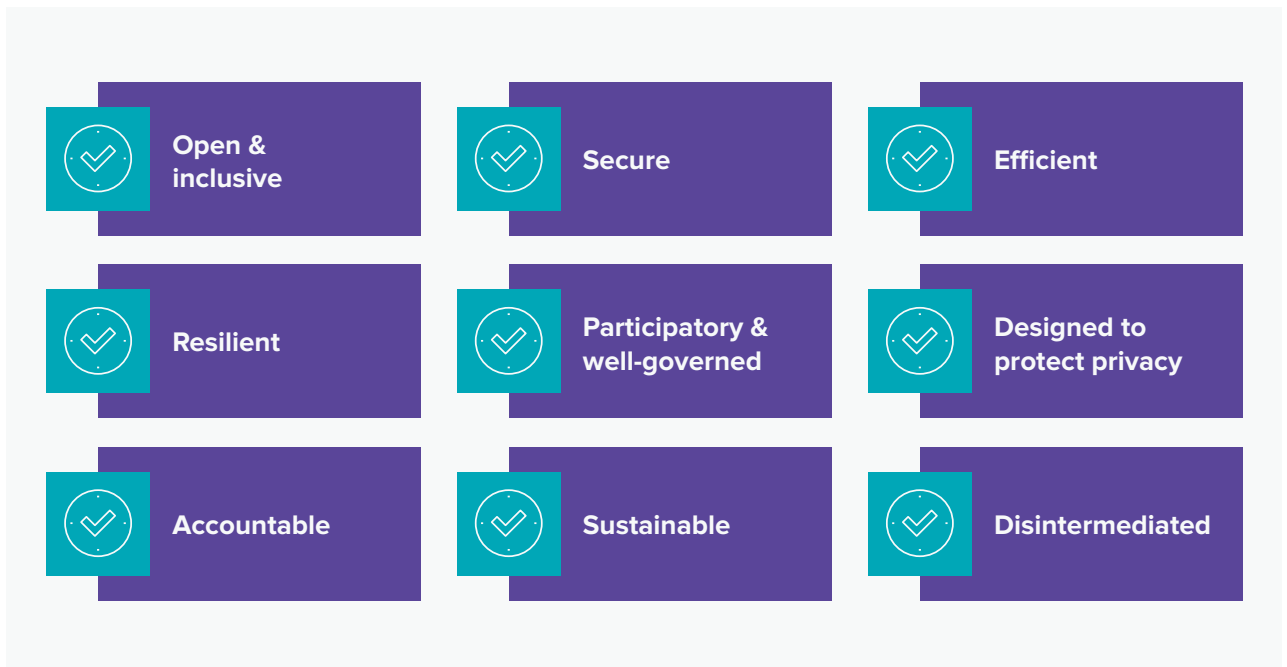 Open &
inclusive
Secure
Efficient
Resilient
Participatory &
well-governed
Designed to
protect privacy
Accountable
Sustainable
Disintermediated